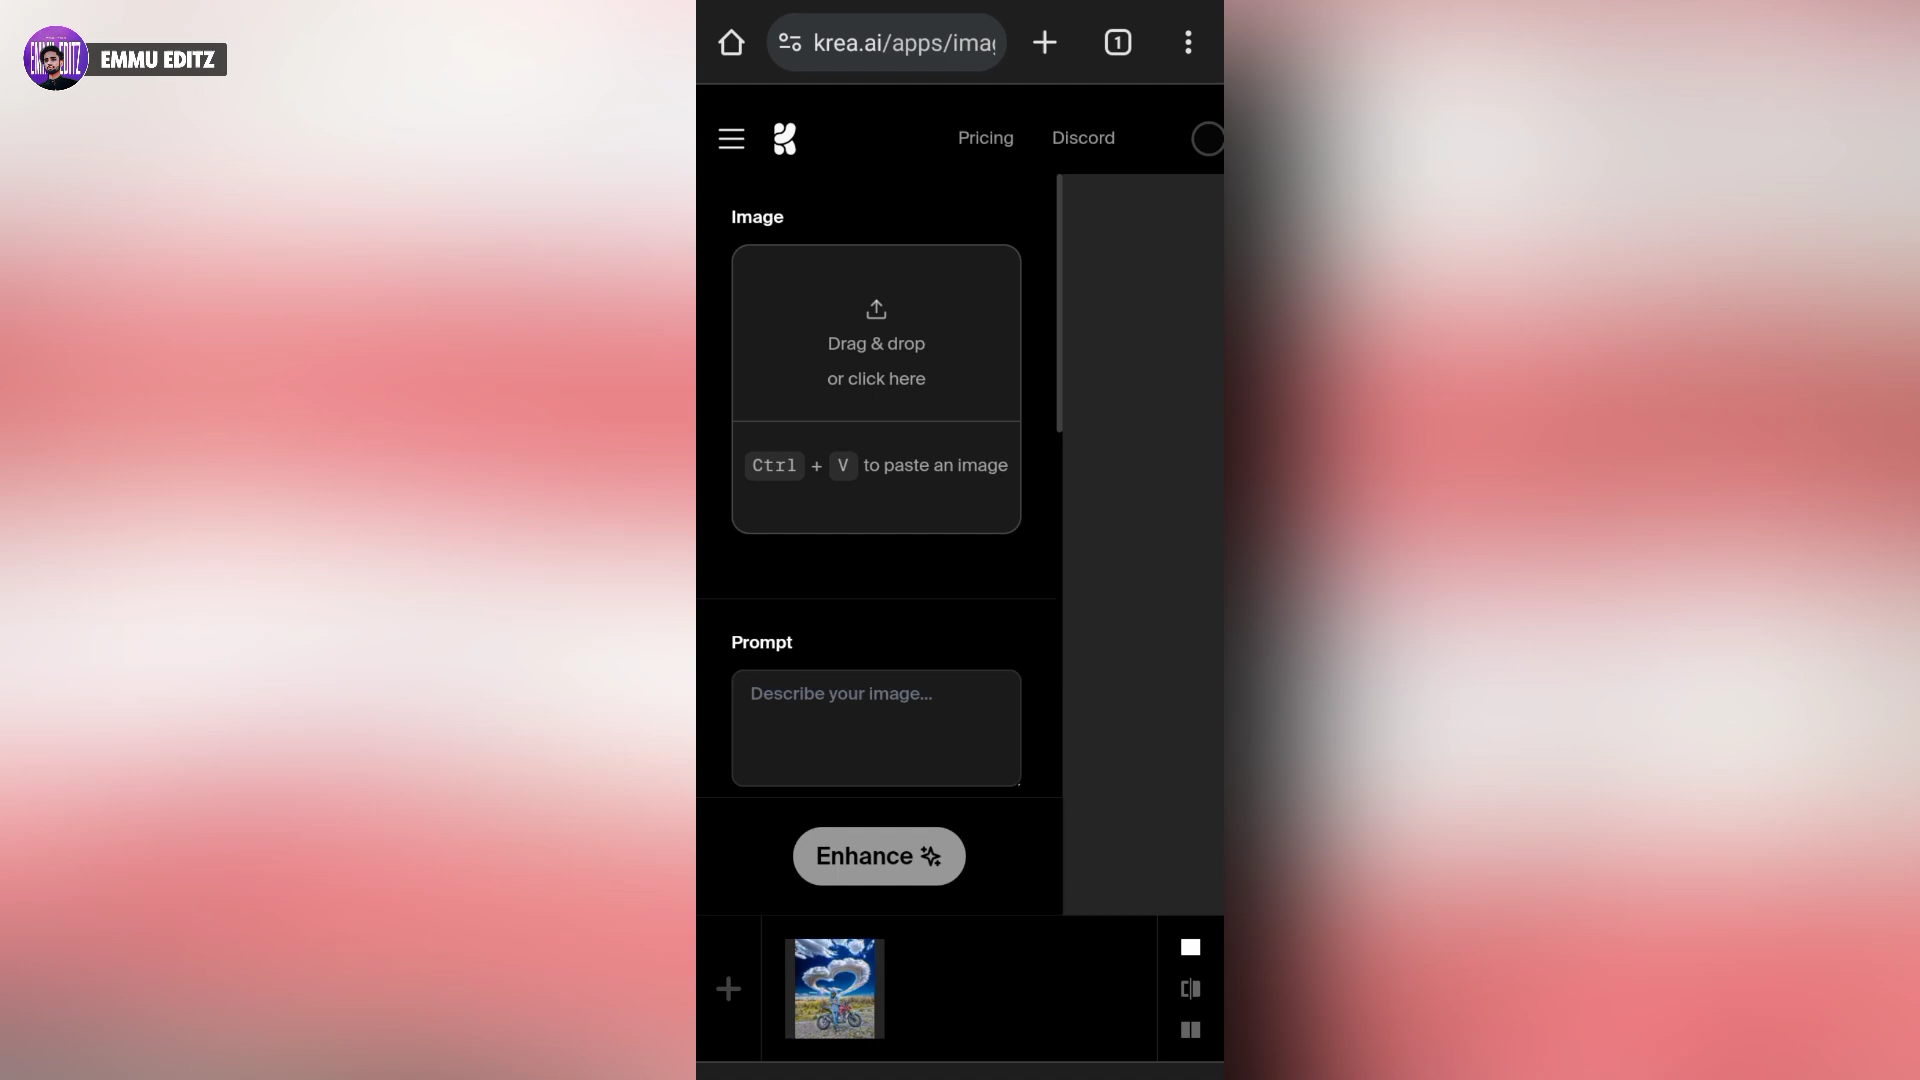 EMMU EDITZ
krea.ai/apps/imag
1
Pricing
Discord
Image
Drag & drop
or click here
Ctrl + V to paste an image
Prompt
Describe your image...
Enhance